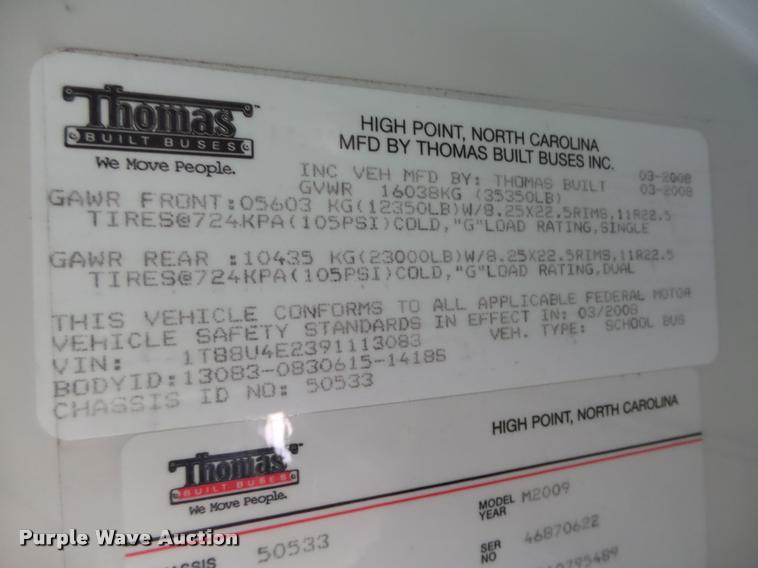 Thomas
BUILT BUSES
We Move People.
HIGH POINT, NORTH CAROLINA
MFD BY THOMAS BUILT BUSES INC.
INC VEH MFD BY: THOMAS BUILT 03-2008
GVWR 16038KG (35350LB) 03-2008
GAWR FRONT:05603 KG(12350LB)W/8.25X22.5RIMS,11R22.5
TIRES@724KPA(105PSI)COLD,"G"LOAD RATING,SINGLE
GAWR REAR :10435 KG(23000LB)W/8.25X22.5RIMS,11R22.5
TIRES@724KPA(105PSI)COLD,"G"LOAD RATING,DUAL
THIS VEHICLE CONFORMS TO ALL APPLICABLE FEDERAL MOTOR
VEHICLE SAFETY STANDARDS IN EFFECT IN: 03/2008
VIN: 1T88U4E2391113083 VEH. TYPE: SCHOOL BUS
BODYID:13083-0830615-1418S
CHASSIS ID NO: 50533
Thomas
BUILT BUSES
We Move People.
HIGH POINT, NORTH CAROLINA
MODEL YEAR M2009
50533
SER NO 46870622
Purple Wave Auction